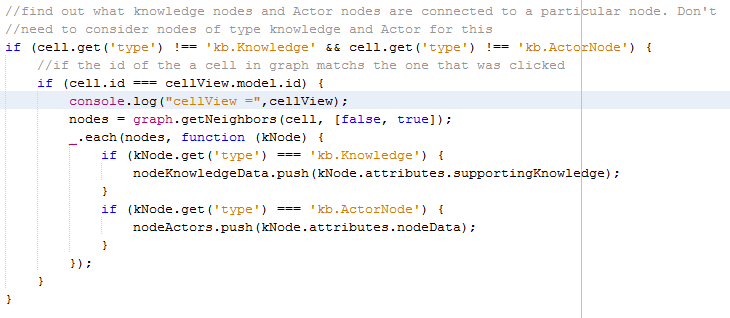 //find out what knowledge nodes and Actor nodes are connected to a particular node. Don't
//need to consider nodes of type knowledge and Actor for this
if (cell.get('type') !== 'kb.Knowledge' && cell.get('type') !== 'kb.ActorNode') {
//if the id of the a cell in graph matchs the one that was clicked
if (cell.id === cellView.model.id) {
console.log("cellView =",cellView);
nodes = graph.getNeighbors(cell, [false, true]);
_.each(nodes, function (kNode) {
if (kNode.get('type') === 'kb.Knowledge') {
nodeKnowledgeData.push(kNode.attributes.supportingKnowledge);
}
if (kNode.get('type') === 'kb.ActorNode') {
nodeActors.push(kNode.attributes.nodeData);
}
});
}
}